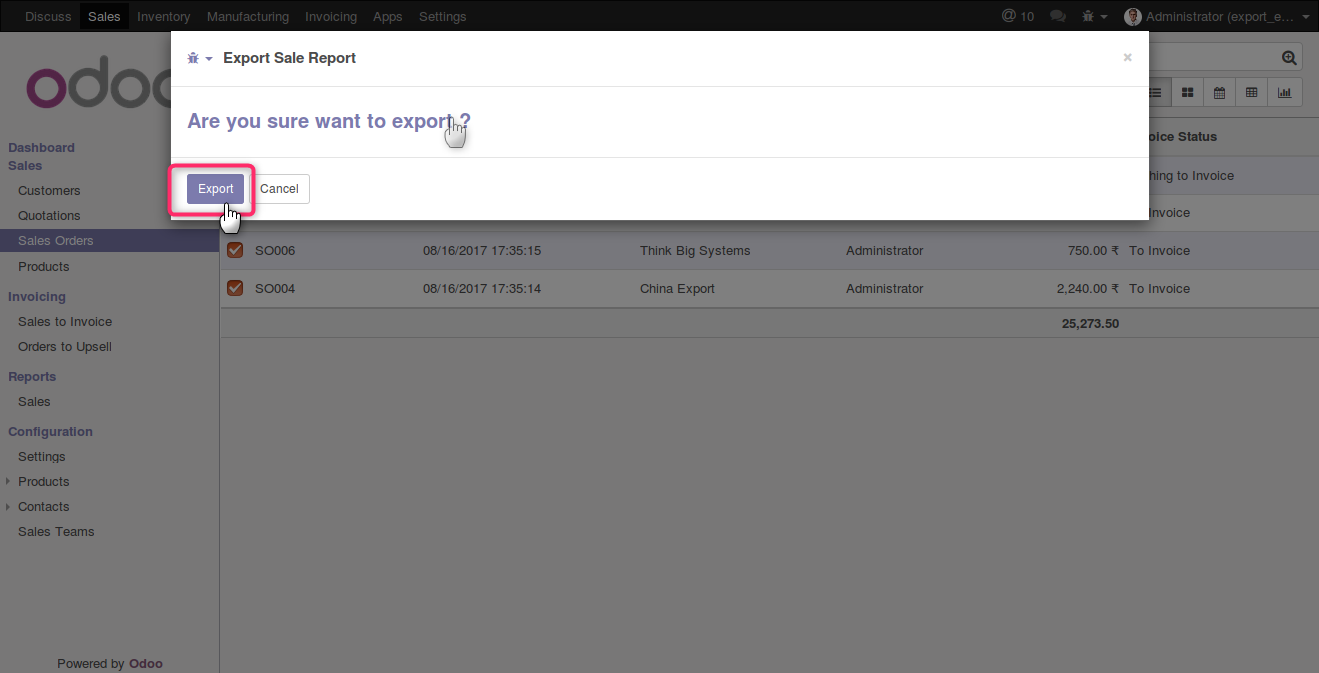 Discuss Sales Inventory Manufacturing Invoicing Apps Settings @ 10 Administrator (export_e...
Export Sale Report ×
Are you sure want to export ?
Export Cancel
odoo
Dashboard
Sales
Customers
Quotations
Sales Orders
Products
Invoicing
Sales to Invoice
Orders to Upsell
Reports
Sales
Configuration
Settings
Products
Contacts
Sales Teams
Powered by Odoo
oice Status
hing to Invoice
nvoice
SO006 08/16/2017 17:35:15 Think Big Systems Administrator 750.00 ₹ To Invoice
SO004 08/16/2017 17:35:14 China Export Administrator 2,240.00 ₹ To Invoice
25,273.50